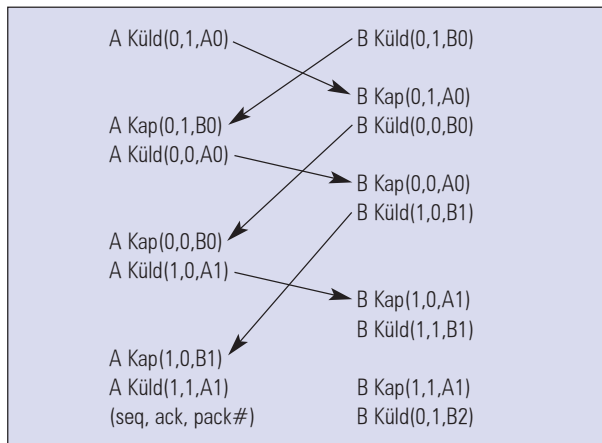 A Küld(0,1,A0)
B Küld(0,1,B0)
B Kap(0,1,A0)
A Kap(0,1,B0)
B Küld(0,0,B0)
A Küld(0,0,A0)
B Kap(0,0,A0)
B Küld(1,0,B1)
A Kap(0,0,B0)
A Küld(1,0,A1)
B Kap(1,0,A1)
B Küld(1,1,B1)
A Kap(1,0,B1)
A Küld(1,1,A1)
B Kap(1,1,A1)
(seq, ack, pack#)
B Küld(0,1,B2)